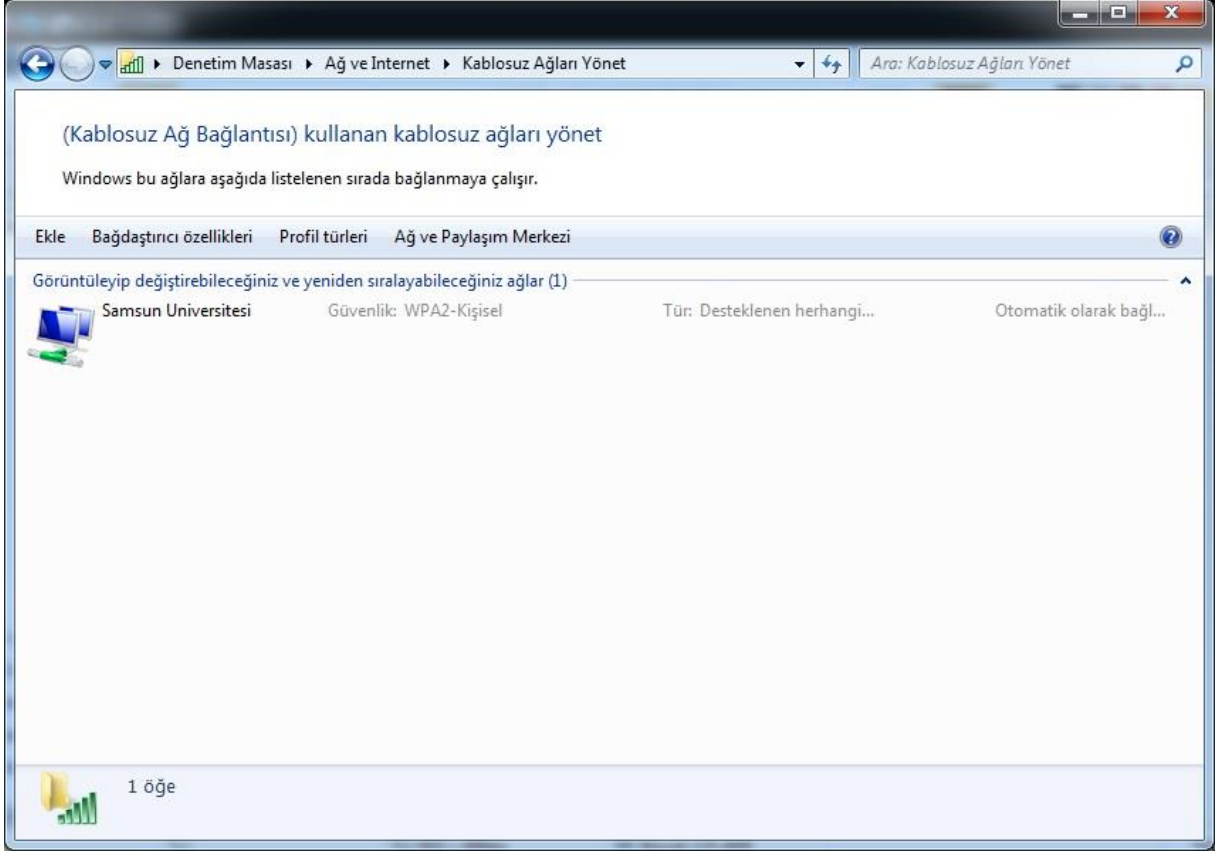 Denetim Masası Ağ ve Internet Kablosuz Ağları Yönet Ara: Kablosuz Ağları Yönet
(Kablosuz Ağ Bağlantısı) kullanan kablosuz ağları yönet
Windows bu ağlara aşağıda listelenen sırada bağlanmaya çalışır.
Ekle Bağdaştırıcı özellikleri Profil türleri Ağ ve Paylaşım Merkezi
Görüntüleyip değiştirebileceğiniz ve yeniden sıralayabileceğiniz ağlar (1)
Samsun Universitesi Güvenlik: WPA2-Kişisel Tür: Desteklenen herhangi... Otomatik olarak bağl...
1 öğe